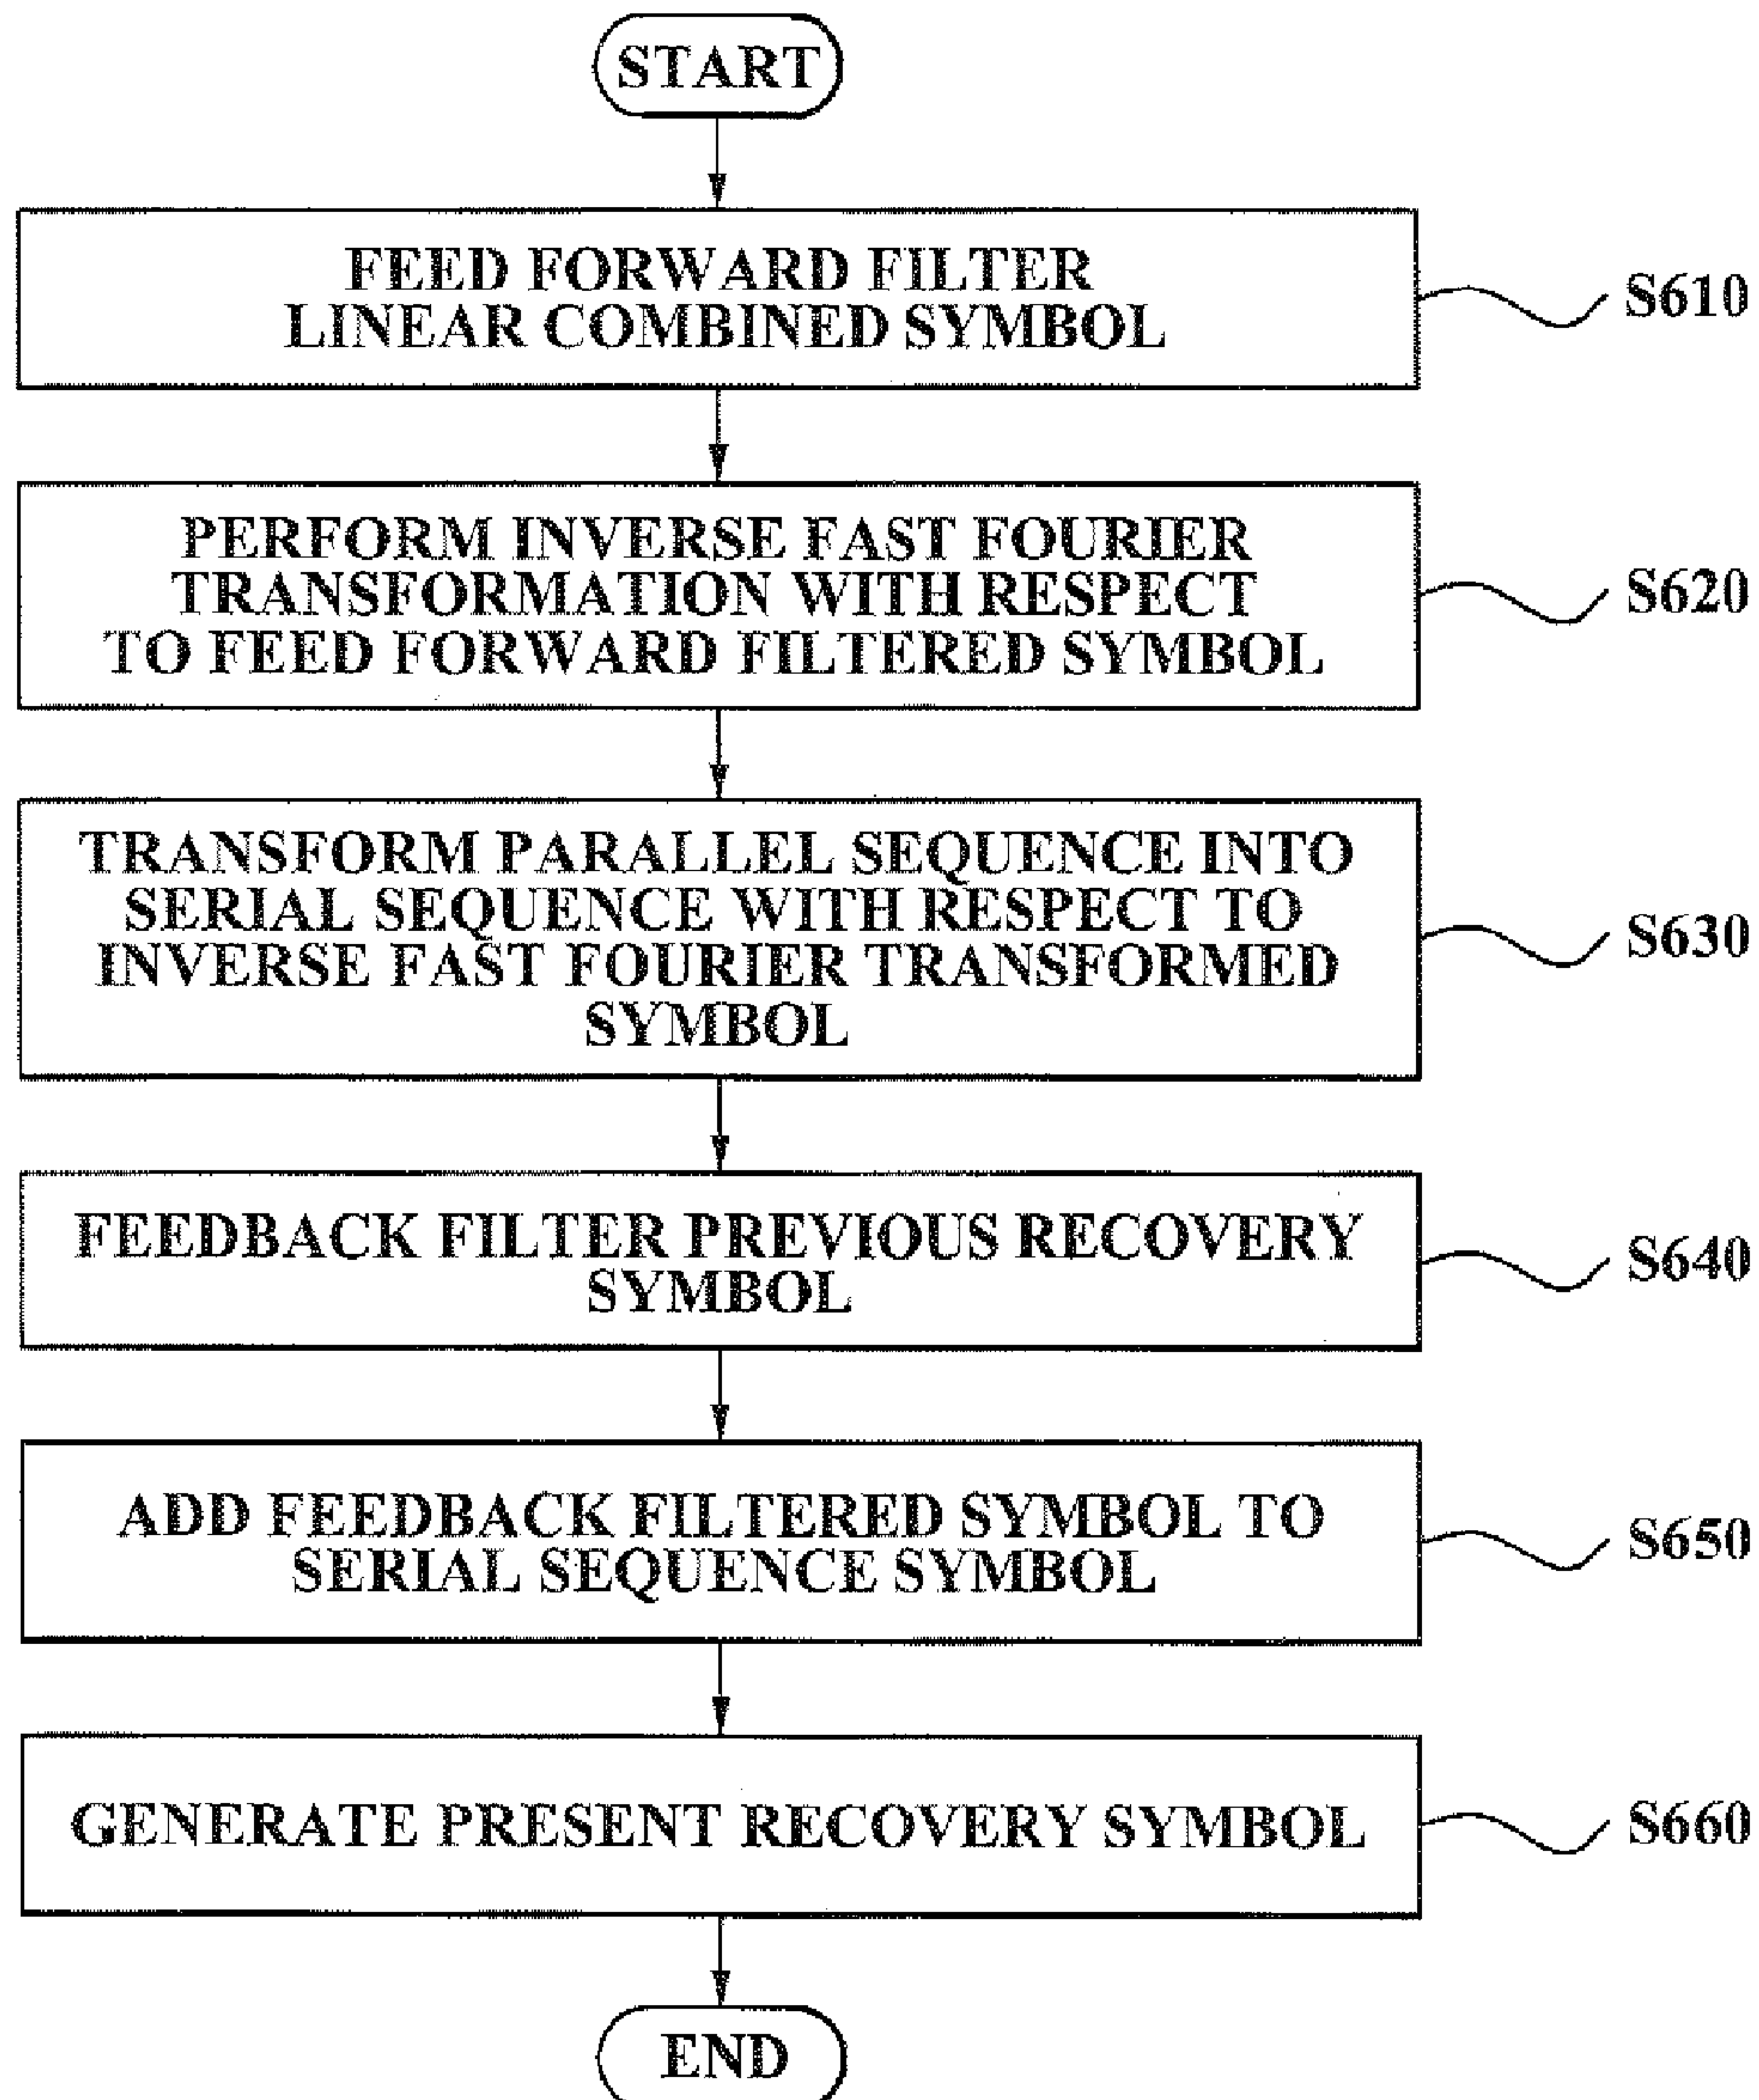 START
FEED FORWARD FILTER
LINEAR COMBINED SYMBOL
S610
PERFORM INVERSE FAST FOURIER
TRANSFORMATION WITH RESPECT
TO FEED FORWARD FILTERED SYMBOL
S620
TRANSFORM PARALLEL SEQUENCE INTO
SERIAL SEQUENCE WITH RESPECT TO
INVERSE FAST FOURIER TRANSFORMED
SYMBOL
S630
FEEDBACK FILTER PREVIOUS RECOVERY
SYMBOL
S640
ADD FEEDBACK FILTERED SYMBOL TO
SERIAL SEQUENCE SYMBOL
S650
GENERATE PRESENT RECOVERY SYMBOL
S660
END